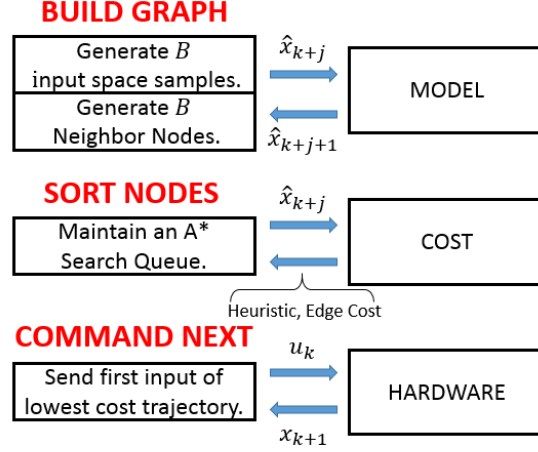 BUILD GRAPH
Generate B
input space samples.
Generate B
Neighbor Nodes.
x̂ₖ₊ⱼ
x̂ₖ₊ⱼ₊₁
MODEL
SORT NODES
Maintain an A*
Search Queue.
x̂ₖ₊ⱼ
Heuristic, Edge Cost
COST
COMMAND NEXT
Send first input of
lowest cost trajectory.
uₖ
xₖ₊₁
HARDWARE